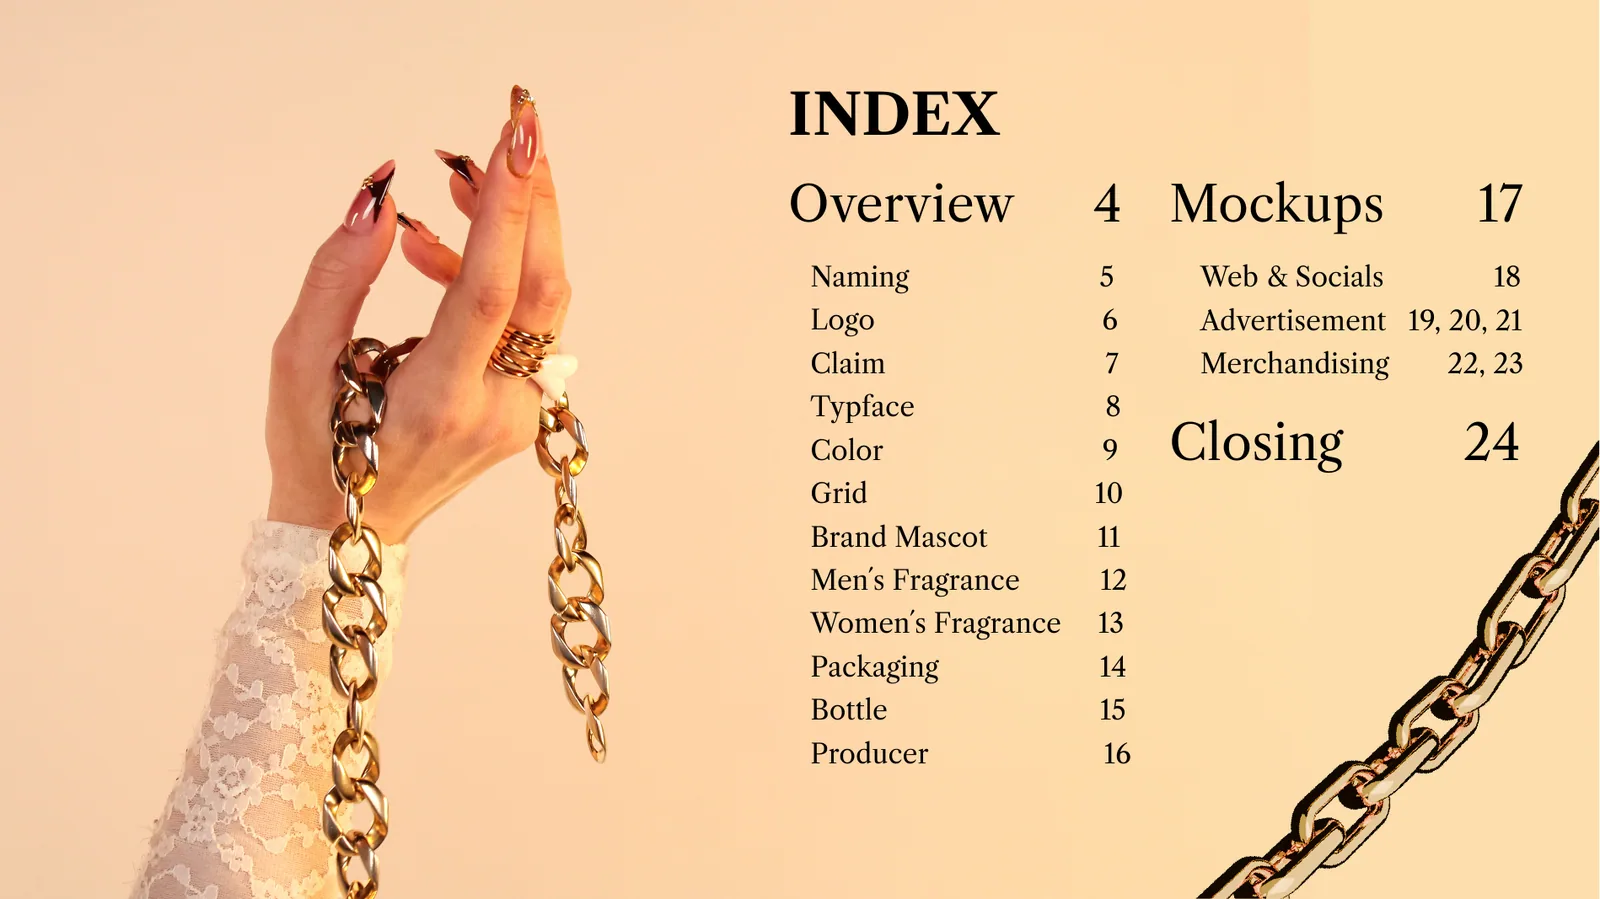 INDEX
Overview 4
Naming 5
Logo 6
Claim 7
Typface 8
Color 9
Grid 10
Brand Mascot 11
Men's Fragrance 12
Women's Fragrance 13
Packaging 14
Bottle 15
Producer 16
Mockups 17
Web & Socials 18
Advertisement 19, 20, 21
Merchandising 22, 23
Closing 24